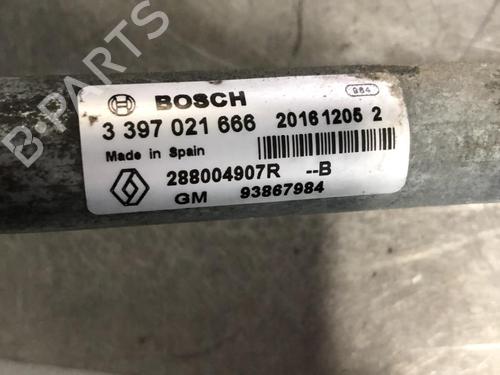 BOSCH 984
3 397 021 666 20161205 2
Made in Spain
288004907R --B
GM 93867984
B-PARTS